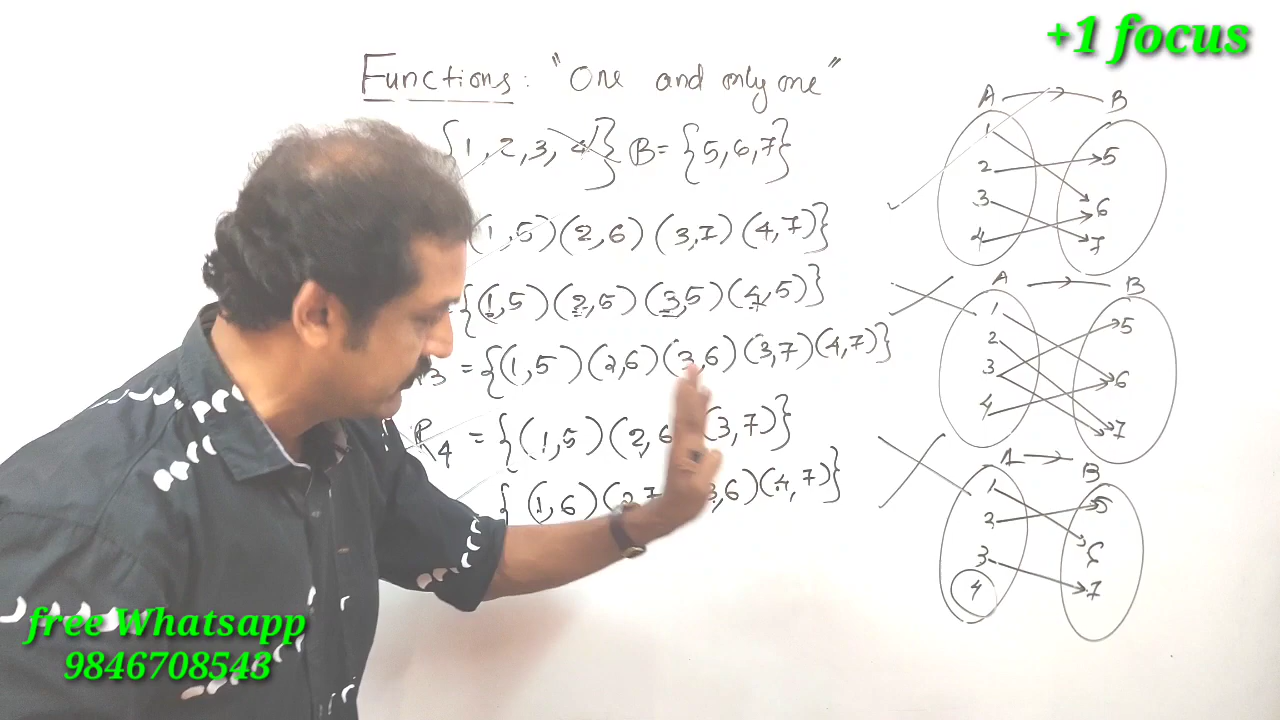 +1 focus
Functions: "One and only one"
{1, 2, 3, 4} B = {5, 6, 7}
(1,5) (2,6) (3,7) (4,7)}
= {(1,5) (2,5) (3,5) (4,5)}
3 = {(1,5) (2,6) (3,6) (3,7) (4,7)}
R4 = {(1,5) (2,6 (3,7)}
{(1,6) (2,7 3,6) (4,7)}
A → B
1
2 5
3 6
4 7
A → B
1
2 5
3 6
4 7
A → B
1 5
2
3 6
4 7
free Whatsapp
9846708543